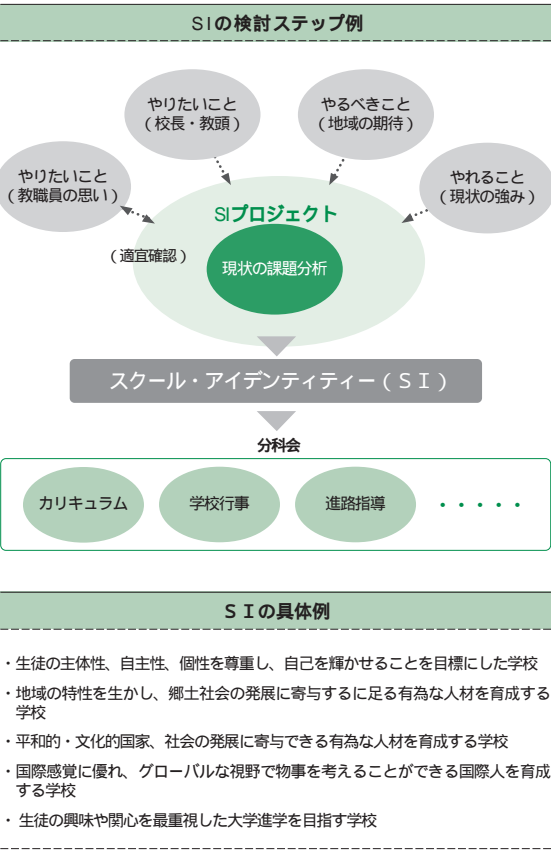 SIの検討ステップ例
やりたいこと
(校長・教頭)
やるべきこと
(地域の期待)
やりたいこと
(教職員の思い)
やれること
(現状の強み)
SIプロジェクト
(適宜確認)
現状の課題分析
スクール・アイデンティティー(SI)
分科会
カリキュラム
学校行事
進路指導
・・・・・
SIの具体例
・生徒の主体性、自主性、個性を尊重し、自己を輝かせることを目標にした学校
・地域の特性を生かし、郷土社会の発展に寄与するに足る有為な人材を育成する
学校
・平和的・文化的国家、社会の発展に寄与できる有為な人材を育成する学校
・国際感覚に優れ、グローバルな視野で物事を考えることができる国際人を育成
する学校
・ 生徒の興味や関心を最重視した大学進学を目指す学校